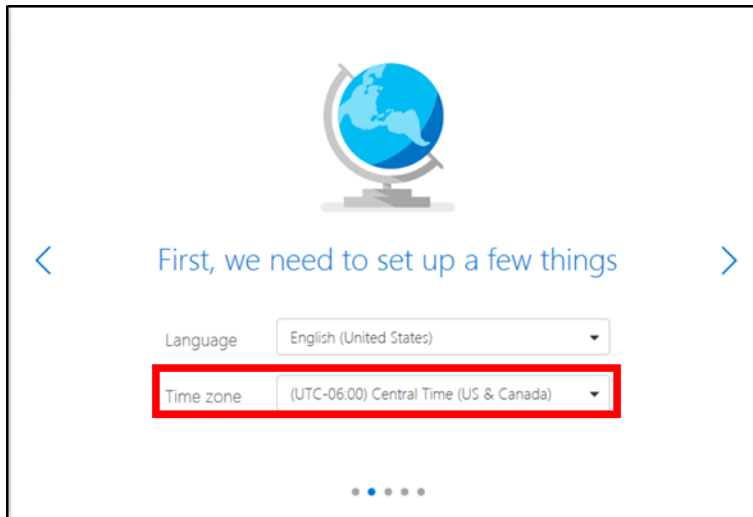 First, we need to set up a few things
Language English (United States)
Time zone (UTC-06:00) Central Time (US & Canada)